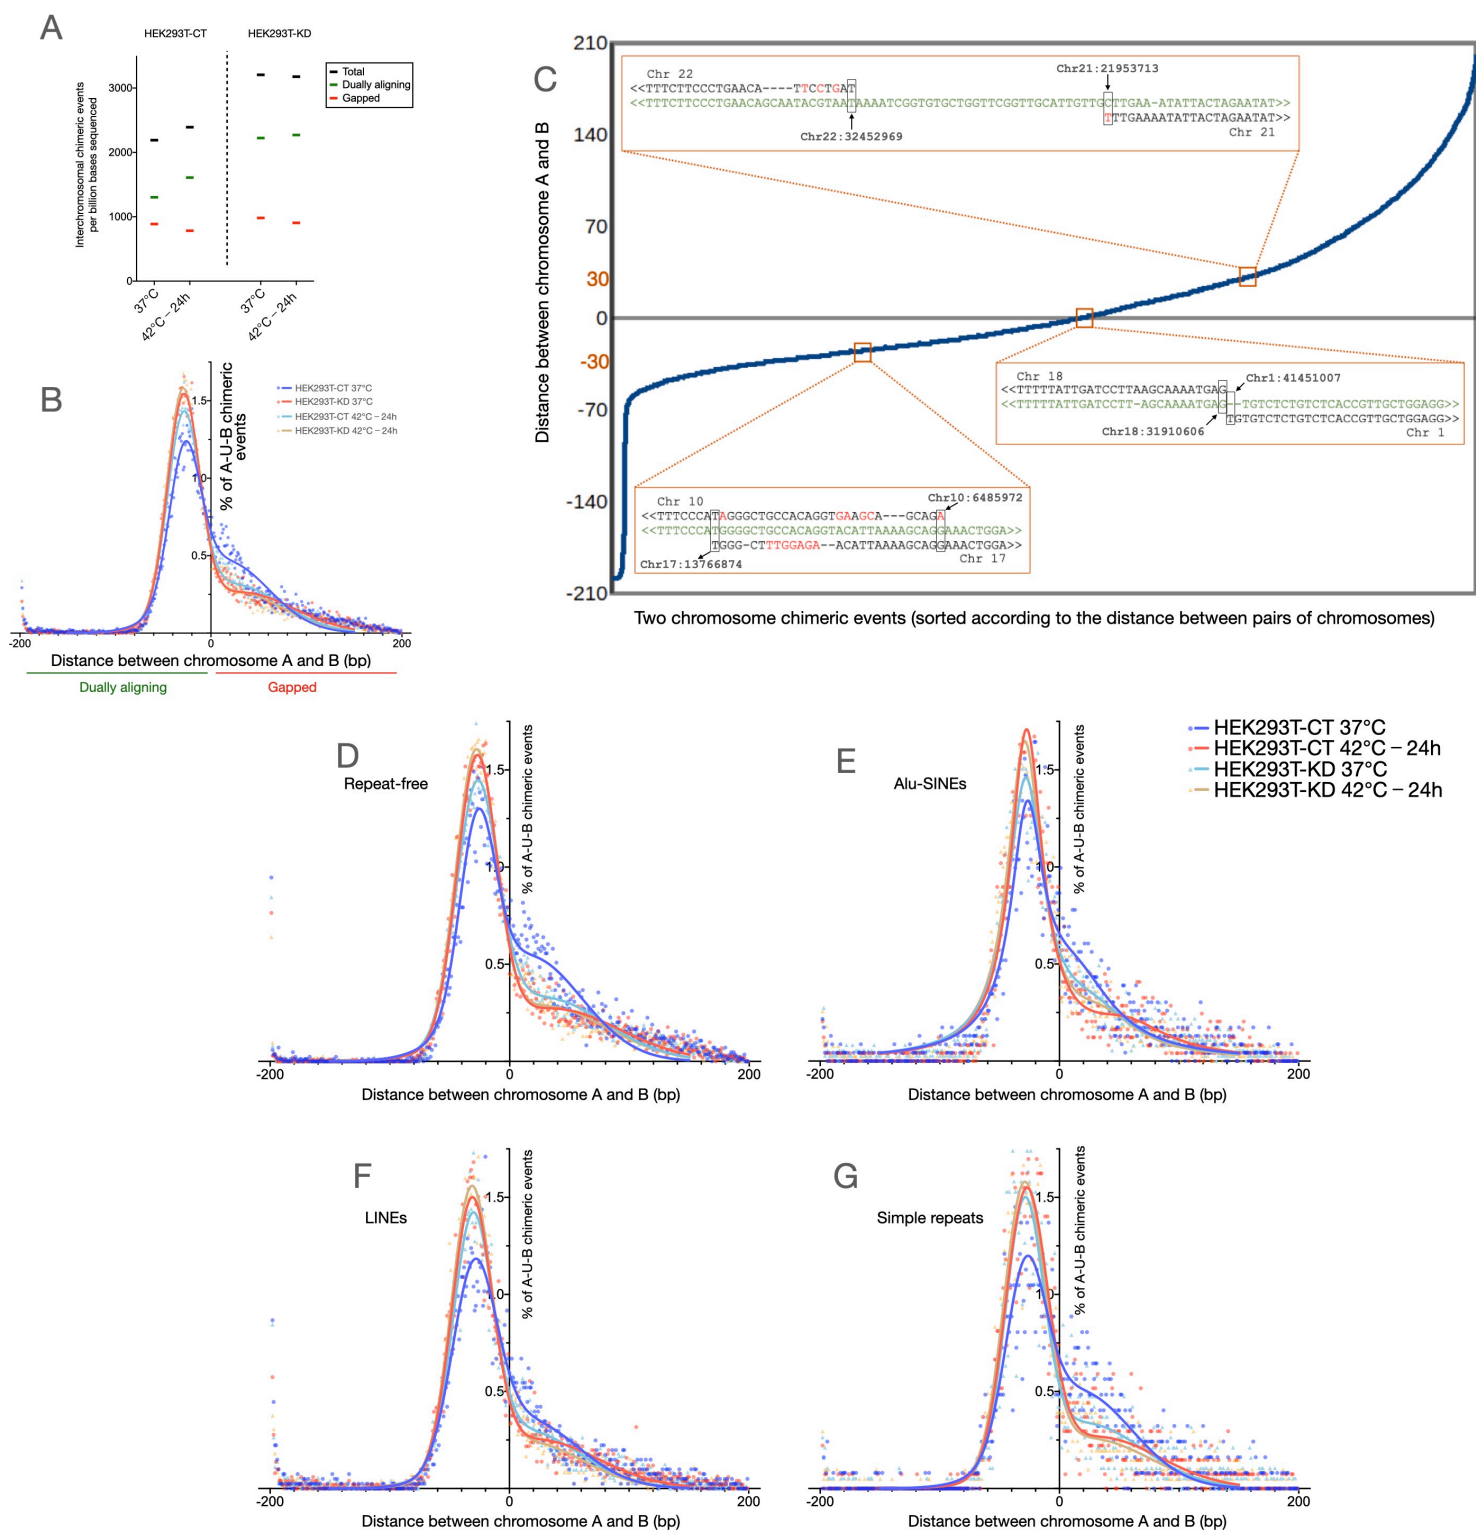 A
HEK293T-CT
HEK293T-KD
Interchromosomal chimeric events
per billion bases sequenced
3000
2000
1000
0
37°C
42°C – 24h
37°C
42°C – 24h
Total
Dually aligning
Gapped
B
% of A-U-B chimeric
events
1.5
1.0
0.5
HEK293T-CT 37°C
HEK293T-KD 37°C
HEK293T-CT 42°C – 24h
HEK293T-KD 42°C – 24h
-200
0
200
Distance between chromosome A and B (bp)
Dually aligning
Gapped
C
Distance between chromosome A and B
210
140
70
30
0
-30
-70
-140
-210
Chr 22
Chr21:21953713
<<TTTCTTCCCTGAACA----TTCCTGAT
<<TTTCTTCCCTGAACAGCAATACGTAATAAAATCGGTGTGCTGGTTCGGTTGCATTGTTGCTTGAA-ATATTACTAGAATAT>>
TTTGAAAATATTACTAGAATAT>>
Chr22:32452969
Chr 21
Chr 18
Chr1:41451007
<<TTTTTATTGATCCTTAAGCAAAATGAG
<<TTTTTATTGATCCTT-AGCAAAATGAG--TGTCTCTGTCTCACCGTTGCTGGAGG>>
TGTGTCTCTGTCTCACCGTTGCTGGAGG>>
Chr18:31910606
Chr 1
Chr 10
Chr10:6485972
<<TTTCCCATAGGGCTGCCACAGGTGAAGCA---GCAGA
<<TTTCCCATGGGGCTGCCACAGGTACATTAAAAGCAGGAAACTGGA>>
TGGG-CTTTGGAGA--ACATTAAAAGCAGGAAACTGGA>>
Chr17:13766874
Chr 17
Two chromosome chimeric events (sorted according to the distance between pairs of chromosomes)
D
Repeat-free
% of A-U-B chimeric events
1.5
1.0
0.5
-200
0
200
Distance between chromosome A and B (bp)
E
Alu-SINEs
% of A-U-B chimeric events
1.5
1.0
0.5
-200
0
200
Distance between chromosome A and B (bp)
HEK293T-CT 37°C
HEK293T-CT 42°C – 24h
HEK293T-KD 37°C
HEK293T-KD 42°C – 24h
F
LINEs
% of A-U-B chimeric events
1.5
1.0
0.5
-200
0
200
Distance between chromosome A and B (bp)
G
Simple repeats
% of A-U-B chimeric events
1.5
1.0
0.5
-200
0
200
Distance between chromosome A and B (bp)